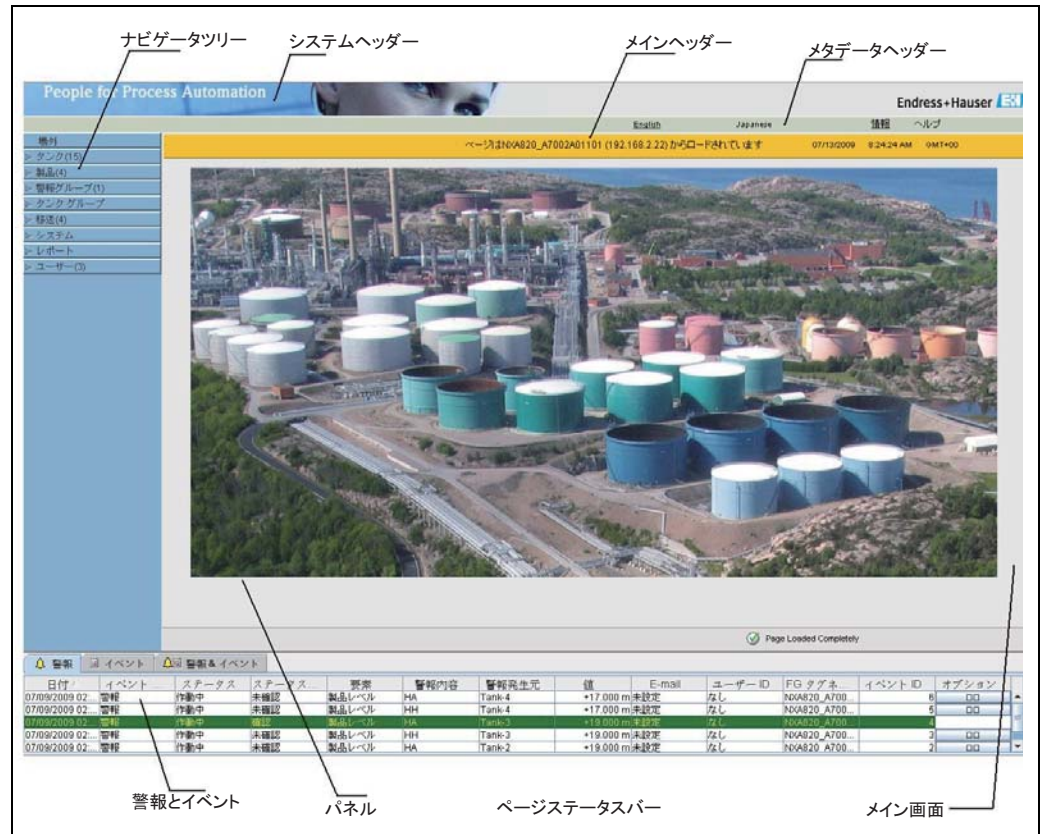 ナビゲータツリー
システムヘッダー
メインヘッダー
メタデータヘッダー
People for Process Automation
Endress+Hauser EH
English Japanese 情報 ヘルプ
ページはNXA820_A7002A01101 (192.168.2.22) からロードされています 07/13/2009 8:24:24 AM GMT+00
場所
> タンク(15)
> 製品(4)
> 警報グループ(1)
> タンク グループ
> 移送(4)
> システム
> レポート
> ユーザー(3)
Page Loaded Completely
警報 イベント 警報 & イベント
日付 イベント... ステータス ステータス... 要素 警報内容 警報発生元 値 E-mail ユーザー ID FG タグネ... イベント ID オプション
07/09/2009 02:... 警報 作動中 未確認 製品レベル HA Tank-4 +17.000 m 未設定 なし NXA820_A700... 6
07/09/2009 02:... 警報 作動中 未確認 製品レベル HH Tank-4 +17.000 m 未設定 なし NXA820_A700... 5
07/09/2009 02:... 警報 作動中 確認 製品レベル HA Tank-3 +19.000 m 未設定 なし NXA820_A700... 4
07/09/2009 02:... 警報 作動中 未確認 製品レベル HH Tank-3 +19.000 m 未設定 なし NXA820_A700... 3
07/09/2009 02:... 警報 作動中 未確認 製品レベル HA Tank-2 +19.000 m 未設定 なし NXA820_A700... 2
警報とイベント
パネル
ページステータスバー
メイン画面